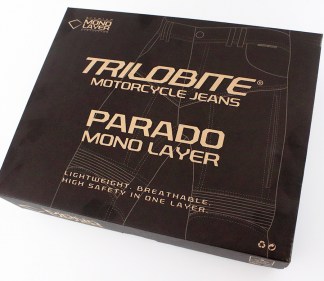 MONO
LAYER
TRILOBITE®
MOTORCYCLE JEANS
PARADO
MONO LAYER
LIGHTWEIGHT. BREATHABLE.
HIGH SAFETY IN ONE LAYER.